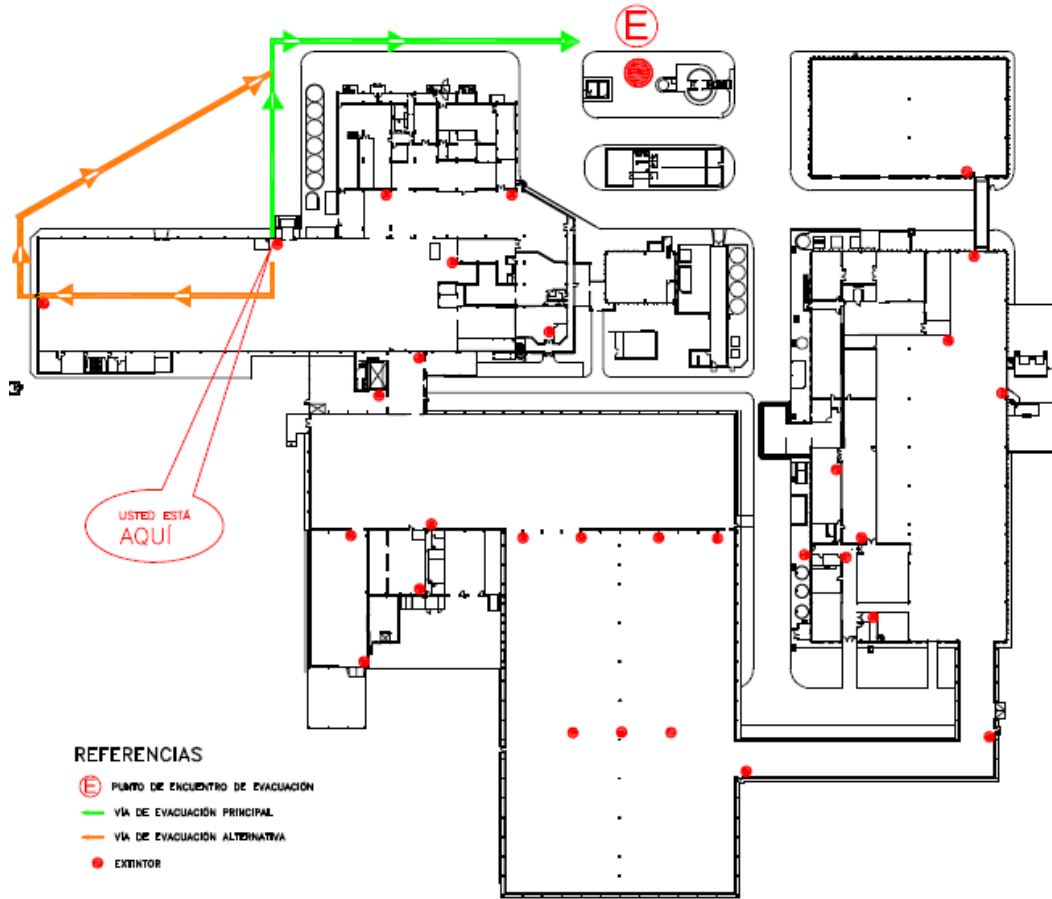 E
USTED ESTÁ
AQUÍ
REFERENCIAS
E PUNTO DE ENCUENTRO DE EVACUACIÓN
VÍA DE EVACUACIÓN PRINCIPAL
VÍA DE EVACUACIÓN ALTERNATIVA
EXTINTOR